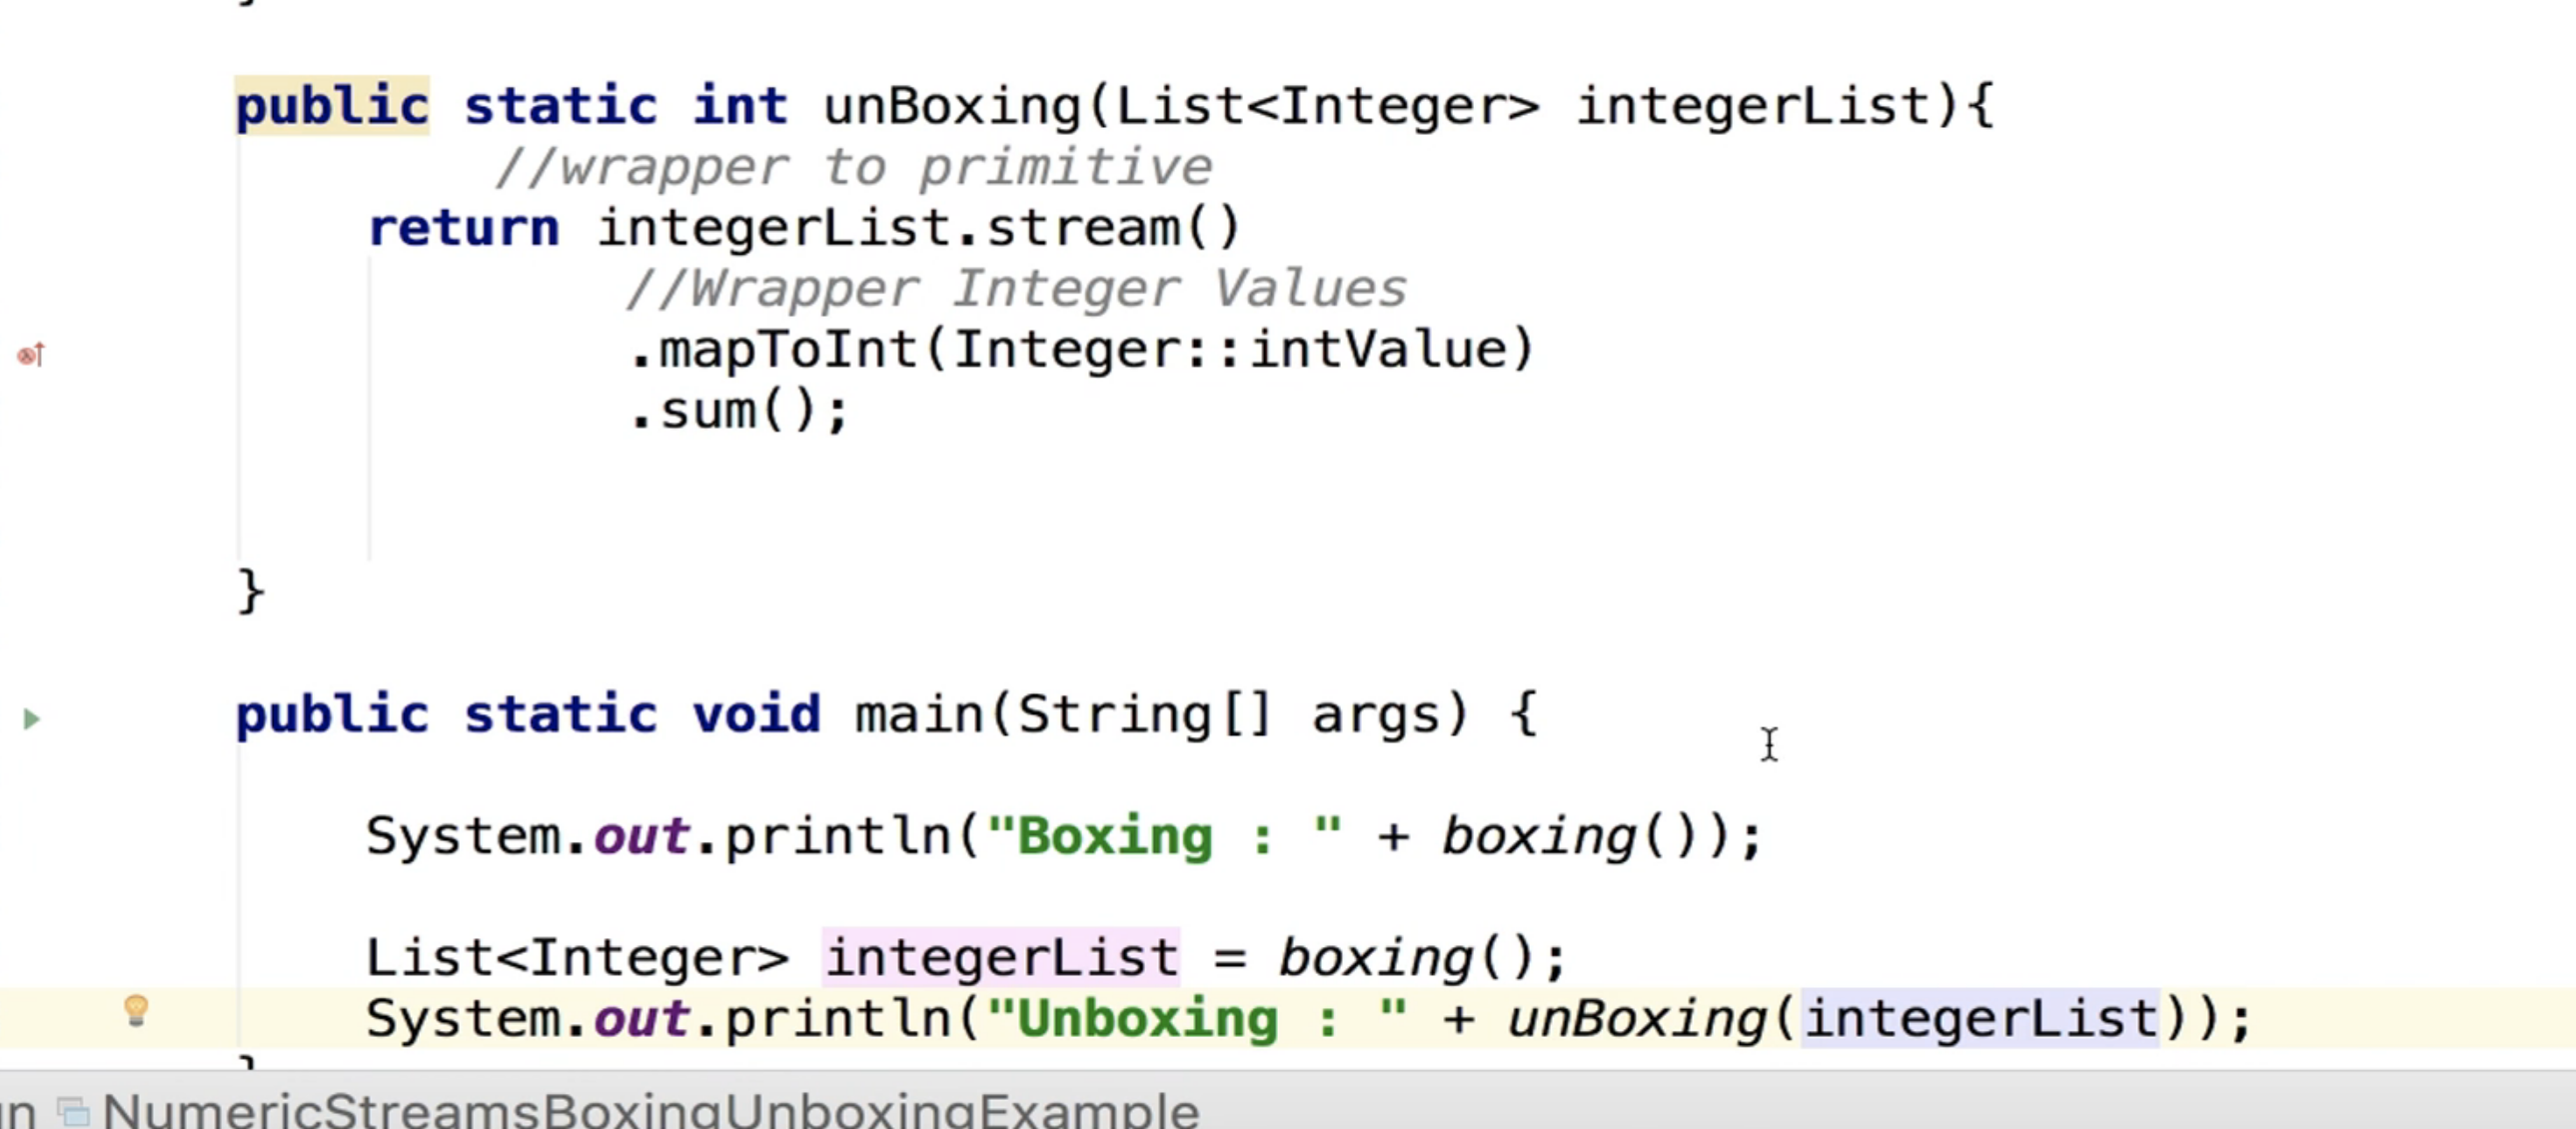 public static int unBoxing(List<Integer> integerList){
//wrapper to primitive
return integerList.stream()
//Wrapper Integer Values
.mapToInt(Integer::intValue)
.sum();
}
public static void main(String[] args) {
System.out.println("Boxing : " + boxing());
List<Integer> integerList = boxing();
System.out.println("Unboxing : " + unBoxing(integerList));
NumericStreamsBoxingUnboxingExample